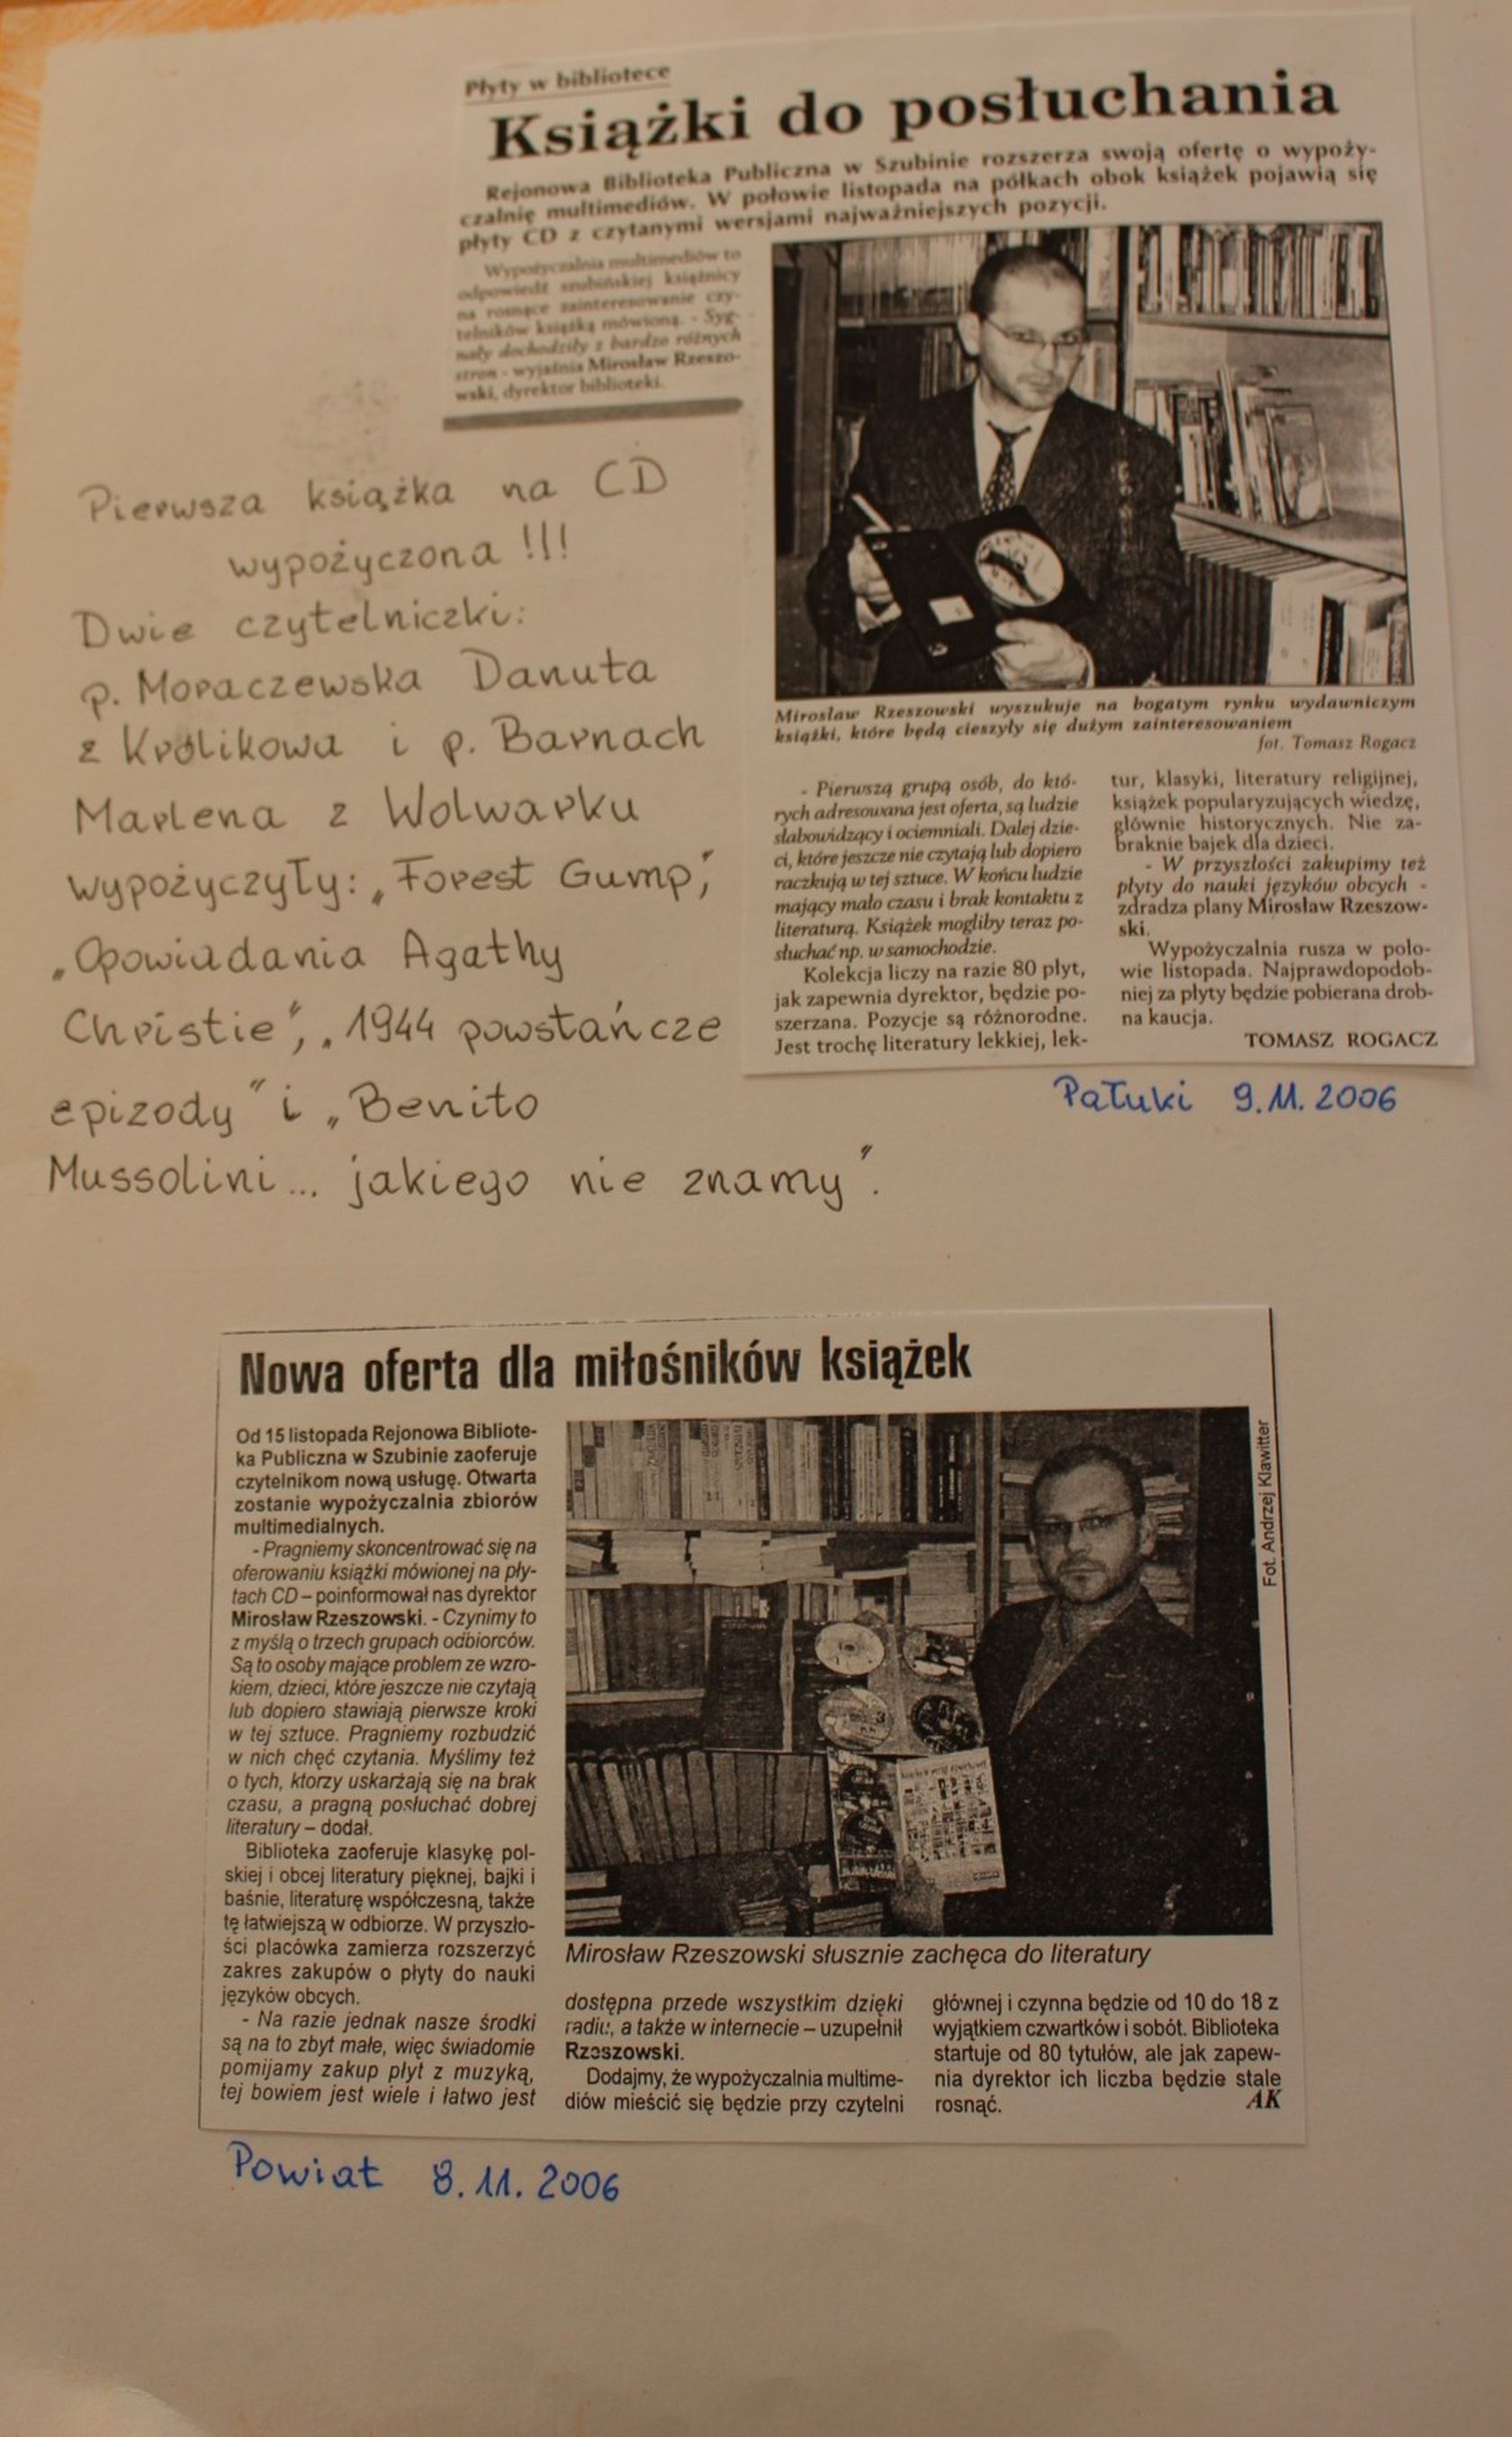 Płyty w bibliotece
Książki do posłuchania
Rejonowa Biblioteka Publiczna w Szubinie rozszerza swoją ofertę o wypoży-
czalnię multimediów. W połowie listopada na półkach obok książek pojawią się
płyty CD z czytanymi wersjami najważniejszych pozycji.
Wypożyczalnia multimediów to
odpowiedź szubińskiej książnicy
na rosnące zainteresowanie czy-
telników książką mówioną. - Syg-
nały dochodziły z bardzo różnych
stron - wyjaśnia Mirosław Rzeszo-
wski, dyrektor biblioteki.
Mirosław Rzeszowski wyszukuje na bogatym rynku wydawniczym
książki, które będą cieszyły się dużym zainteresowaniem
fot. Tomasz Rogacz
- Pierwszą grupą osób, do któ-
rych adresowana jest oferta, są ludzie
słabowidzący i ociemniali. Dalej dzie-
ci, które jeszcze nie czytają lub dopiero
raczkują w tej sztuce. W końcu ludzie
mający mało czasu i brak kontaktu z
literaturą. Książek mogliby teraz po-
słuchać np. w samochodzie.
Kolekcja liczy na razie 80 płyt,
jak zapewnia dyrektor, będzie po-
szerzana. Pozycje są różnorodne.
Jest trochę literatury lekkiej, lek-
tur, klasyki, literatury religijnej,
książek popularyzujących wiedzę,
głównie historycznych. Nie za-
braknie bajek dla dzieci.
- W przyszłości zakupimy też
płyty do nauki języków obcych -
zdradza plany Mirosław Rzeszow-
ski.
Wypożyczalnia rusza w poło-
wie listopada. Najprawdopodob-
niej za płyty będzie pobierana drob-
na kaucja.
TOMASZ ROGACZ
Pałuki 9.11.2006
Pierwsza książka na CD
wypożyczona !!!
Dwie czytelniczki:
p. Moraczewska Danuta
z Królikowa i p. Barnach
Marlena z Wolwarku
wypożyczyły: „Forest Gump”,
„Opowiadania Agathy
Christie”, „1944 powstańcze
epizody” i „Benito
Mussolini... jakiego nie znamy”.
Nowa oferta dla miłośników książek
Od 15 listopada Rejonowa Bibliote-
ka Publiczna w Szubinie zaoferuje
czytelnikom nową usługę. Otwarta
zostanie wypożyczalnia zbiorów
multimedialnych.
- Pragniemy skoncentrować się na
oferowaniu książki mówionej na pły-
tach CD – poinformował nas dyrektor
Mirosław Rzeszowski. - Czynimy to
z myślą o trzech grupach odbiorców.
Są to osoby mające problem ze wzro-
kiem, dzieci, które jeszcze nie czytają
lub dopiero stawiają pierwsze kroki
w tej sztuce. Pragniemy rozbudzić
w nich chęć czytania. Myślimy też
o tych, ktorzy uskarżają się na brak
czasu, a pragną posłuchać dobrej
literatury – dodał.
Biblioteka zaoferuje klasykę pol-
skiej i obcej literatury pięknej, bajki i
baśnie, literaturę współczesną, także
tę łatwiejszą w odbiorze. W przyszło-
ści placówka zamierza rozszerzyć
zakres zakupów o płyty do nauki
języków obcych.
- Na razie jednak nasze środki
są na to zbyt małe, więc świadomie
pomijamy zakup płyt z muzyką,
tej bowiem jest wiele i łatwo jest
Fot. Andrzej Klawitter
Mirosław Rzeszowski słusznie zachęca do literatury
dostępna przede wszystkim dzięki
radiu, a także w internecie – uzupełnił
Rzeszowski.
Dodajmy, że wypożyczalnia multime-
diów mieścić się będzie przy czytelni
głównej i czynna będzie od 10 do 18 z
wyjątkiem czwartków i sobót. Biblioteka
startuje od 80 tytułów, ale jak zapew-
nia dyrektor ich liczba będzie stale
rosnąć.
AK
Powiat 8.11.2006